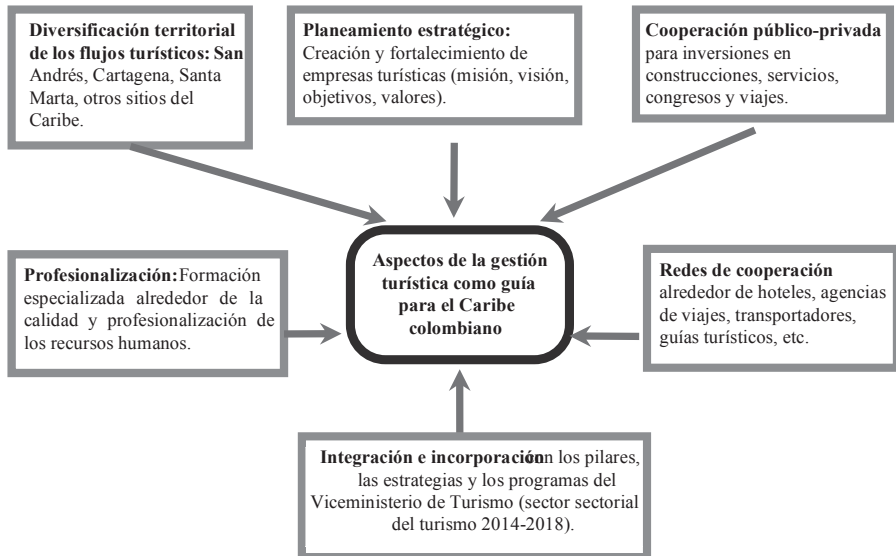 Diversificación territorial
de los flujos turísticos: San
Andrés, Cartagena, Santa
Marta, otros sitios del
Caribe.
Planeamiento estratégico:
Creación y fortalecimiento de
empresas turísticas (misión, visión,
objetivos, valores).
Cooperación público-privada
para inversiones en
construcciones, servicios,
congresos y viajes.
Profesionalización: Formación
especializada alrededor de la
calidad y profesionalización de
los recursos humanos.
Aspectos de la gestión
turística como guía
para el Caribe
colombiano
Redes de cooperación
alrededor de hoteles, agencias
de viajes, transportadores,
guías turísticos, etc.
Integración e incorporación con los pilares,
las estrategias y los programas del
Viceministerio de Turismo (sector sectorial
del turismo 2014-2018).